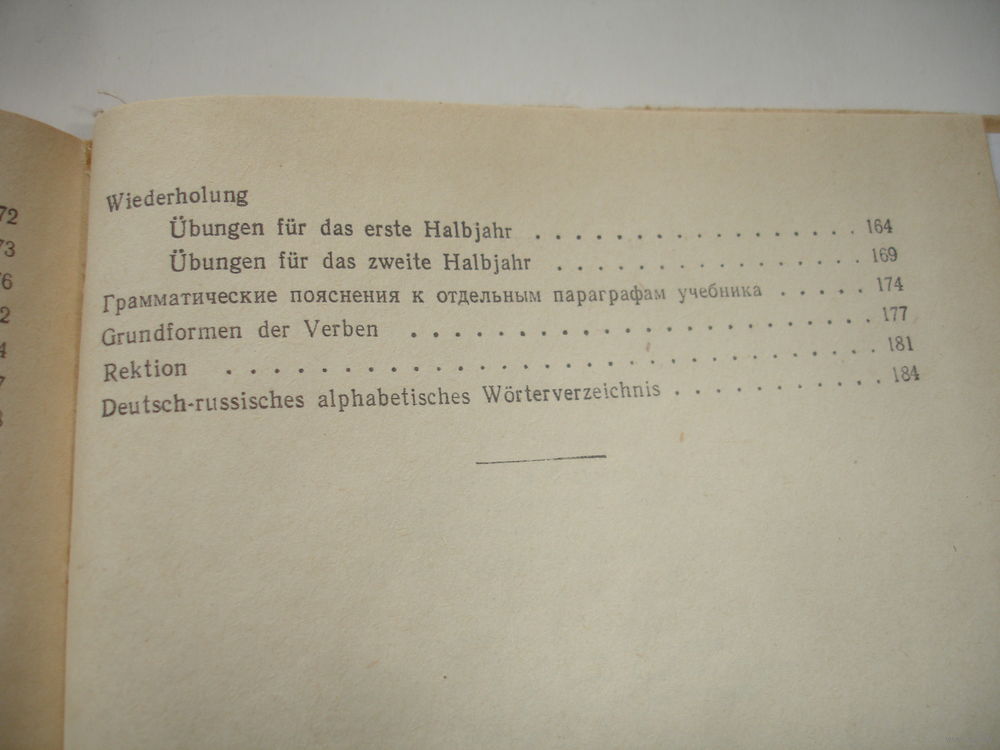 Wiederholung
Übungen für das erste Halbjahr . . . . . . . . . . . . . . . . . 164
Übungen für das zweite Halbjahr . . . . . . . . . . . . . . . . 169
Грамматические пояснения к отдельным параграфам учебника . . . . . 174
Grundformen der Verben . . . . . . . . . . . . . . . . . . . . . . . 177
Rektion . . . . . . . . . . . . . . . . . . . . . . . . . . . . 181
Deutsch-russisches alphabetisches Wörterverzeichnis . . . . . . . . . . . 184